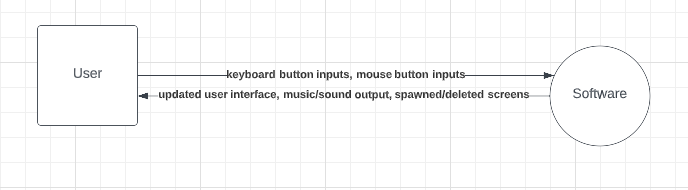 User
keyboard button inputs, mouse button inputs
updated user interface, music/sound output, spawned/deleted screens
Software